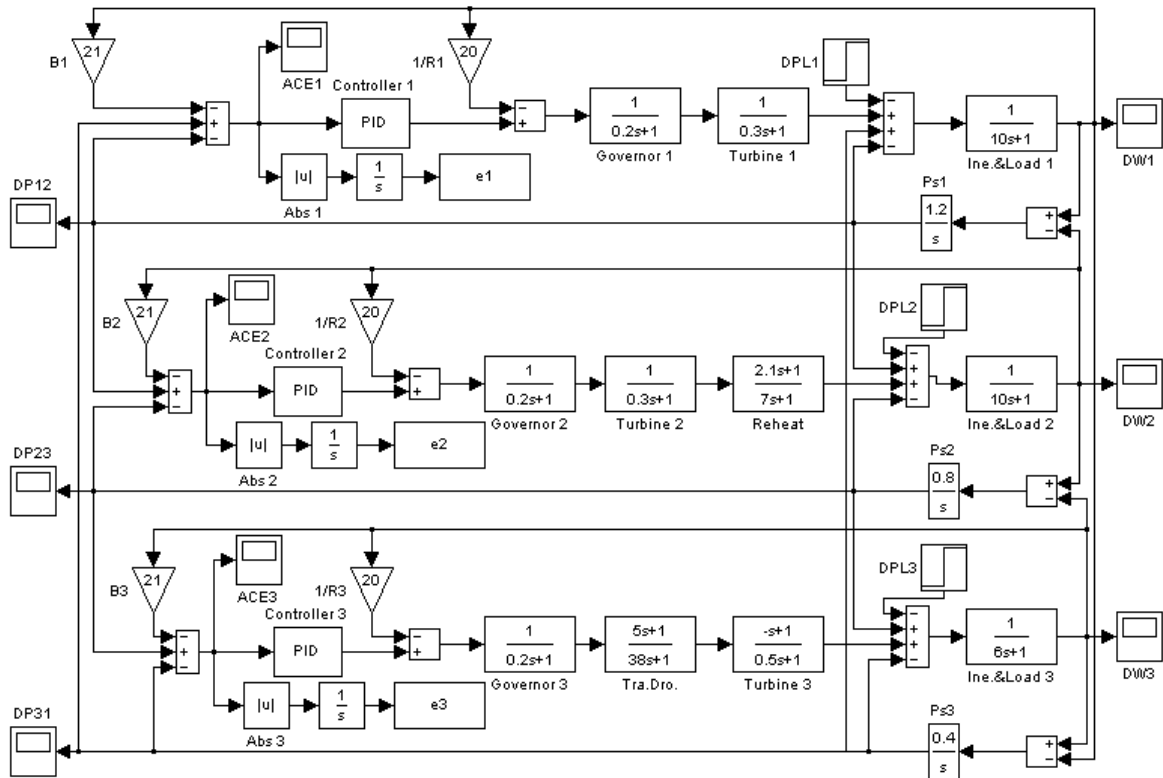 21
B1
ACE1
20
1/R1
DPL1
Controller 1
−
+
−
PID
−
+
1
0.2s+1
Governor 1
1
0.3s+1
Turbine 1
−
+
+
−
1
10s+1
Ine.&Load 1
DW1
|u|
Abs 1
1
s
e1
DP12
Ps1
1.2
s
+
−
21
B2
ACE2
20
1/R2
DPL2
Controller 2
−
+
−
PID
−
+
1
0.2s+1
Governor 2
1
0.3s+1
Turbine 2
2.1s+1
7s+1
Reheat
−
+
+
−
1
10s+1
Ine.&Load 2
DW2
|u|
Abs 2
1
s
e2
DP23
Ps2
0.8
s
+
−
21
B3
ACE3
20
1/R3
DPL3
Controller 3
−
+
−
PID
−
+
1
0.2s+1
Governor 3
5s+1
38s+1
Tra.Dro.
-s+1
0.5s+1
Turbine 3
−
+
+
−
1
6s+1
Ine.&Load 3
DW3
|u|
Abs 3
1
s
e3
DP31
Ps3
0.4
s
+
−